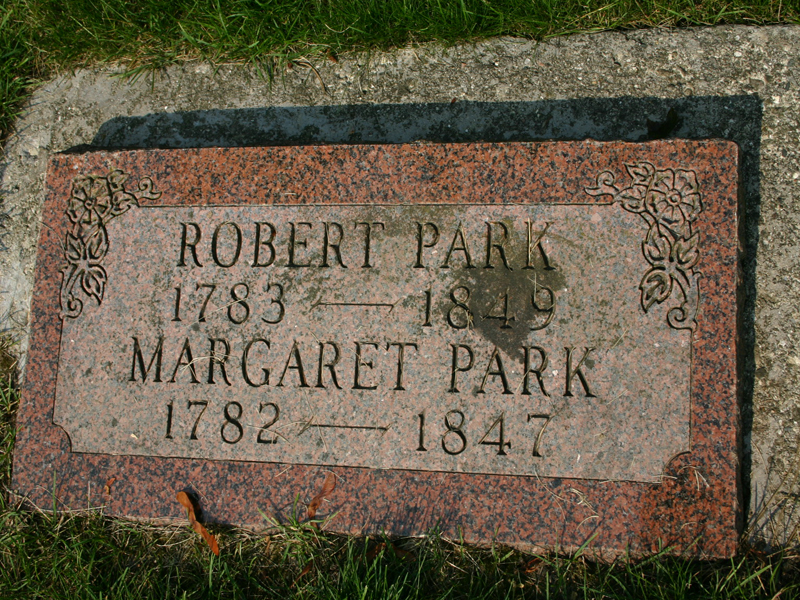 ROBERT PARK
1783 — 1849
MARGARET PARK
1782 — 1847